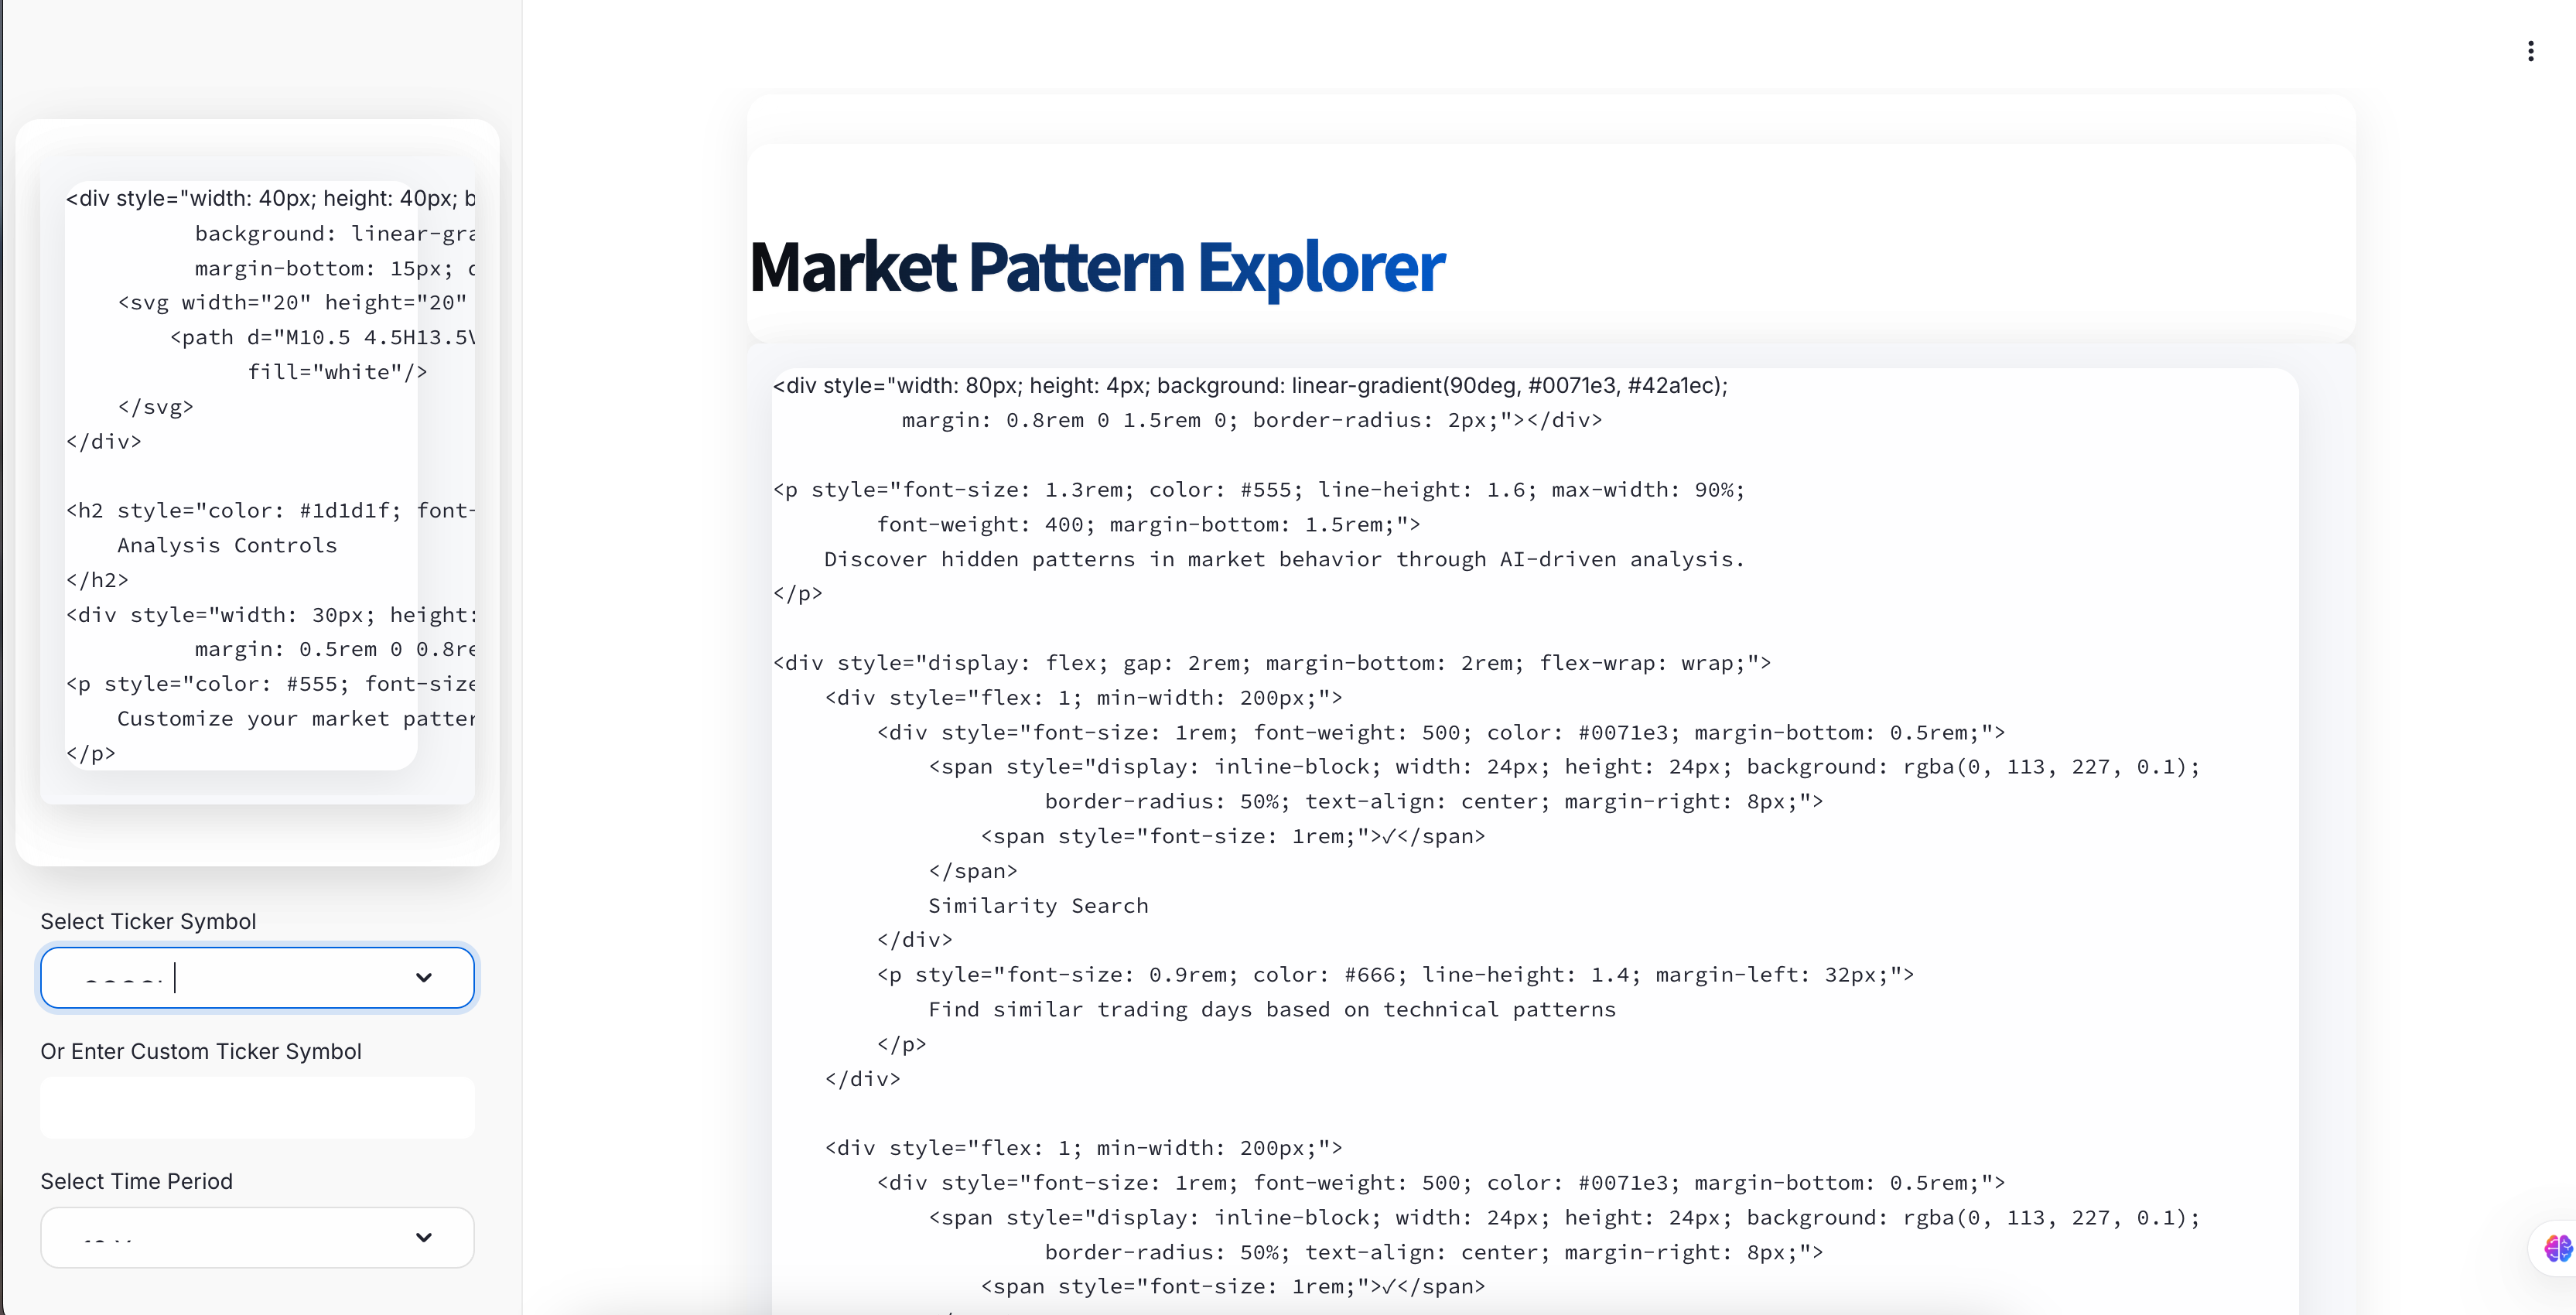 <div style="width: 40px; height: 40px; b
background: linear-gra
margin-bottom: 15px;
<svg width="20" height="20"
<path d="M10.5 4.5H13.5V
fill="white"/>
</svg>
</div>
<h2 style="color: #1d1d1f; font-
Analysis Controls
</h2>
<div style="width: 30px; height:
margin: 0.5rem 0 0.8re
<p style="color: #555; font-size
Customize your market patter
</p>
Select Ticker Symbol
Or Enter Custom Ticker Symbol
Select Time Period
Market Pattern Explorer
<div style="width: 80px; height: 4px; background: linear-gradient(90deg, #0071e3, #42a1ec);
margin: 0.8rem 0 1.5rem 0; border-radius: 2px;"></div>
<p style="font-size: 1.3rem; color: #555; line-height: 1.6; max-width: 90%;
font-weight: 400; margin-bottom: 1.5rem;">
Discover hidden patterns in market behavior through AI-driven analysis.
</p>
<div style="display: flex; gap: 2rem; margin-bottom: 2rem; flex-wrap: wrap;">
<div style="flex: 1; min-width: 200px;">
<div style="font-size: 1rem; font-weight: 500; color: #0071e3; margin-bottom: 0.5rem;">
<span style="display: inline-block; width: 24px; height: 24px; background: rgba(0, 113, 227, 0.1);
border-radius: 50%; text-align: center; margin-right: 8px;">
<span style="font-size: 1rem;">✓</span>
</span>
Similarity Search
</div>
<p style="font-size: 0.9rem; color: #666; line-height: 1.4; margin-left: 32px;">
Find similar trading days based on technical patterns
</p>
</div>
<div style="flex: 1; min-width: 200px;">
<div style="font-size: 1rem; font-weight: 500; color: #0071e3; margin-bottom: 0.5rem;">
<span style="display: inline-block; width: 24px; height: 24px; background: rgba(0, 113, 227, 0.1);
border-radius: 50%; text-align: center; margin-right: 8px;">
<span style="font-size: 1rem;">✓</span>